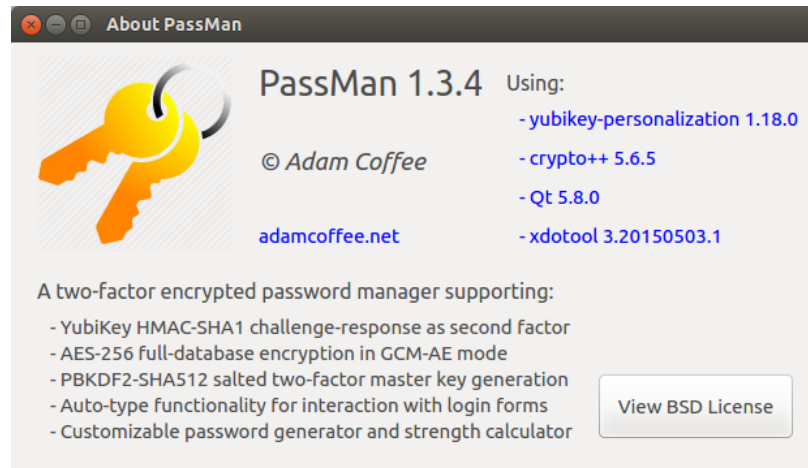 About PassMan
PassMan 1.3.4
© Adam Coffee
adamcoffee.net
Using:
- yubikey-personalization 1.18.0
- crypto++ 5.6.5
- Qt 5.8.0
- xdotool 3.20150503.1
A two-factor encrypted password manager supporting:
- YubiKey HMAC-SHA1 challenge-response as second factor
- AES-256 full-database encryption in GCM-AE mode
- PBKDF2-SHA512 salted two-factor master key generation
- Auto-type functionality for interaction with login forms
- Customizable password generator and strength calculator
View BSD License